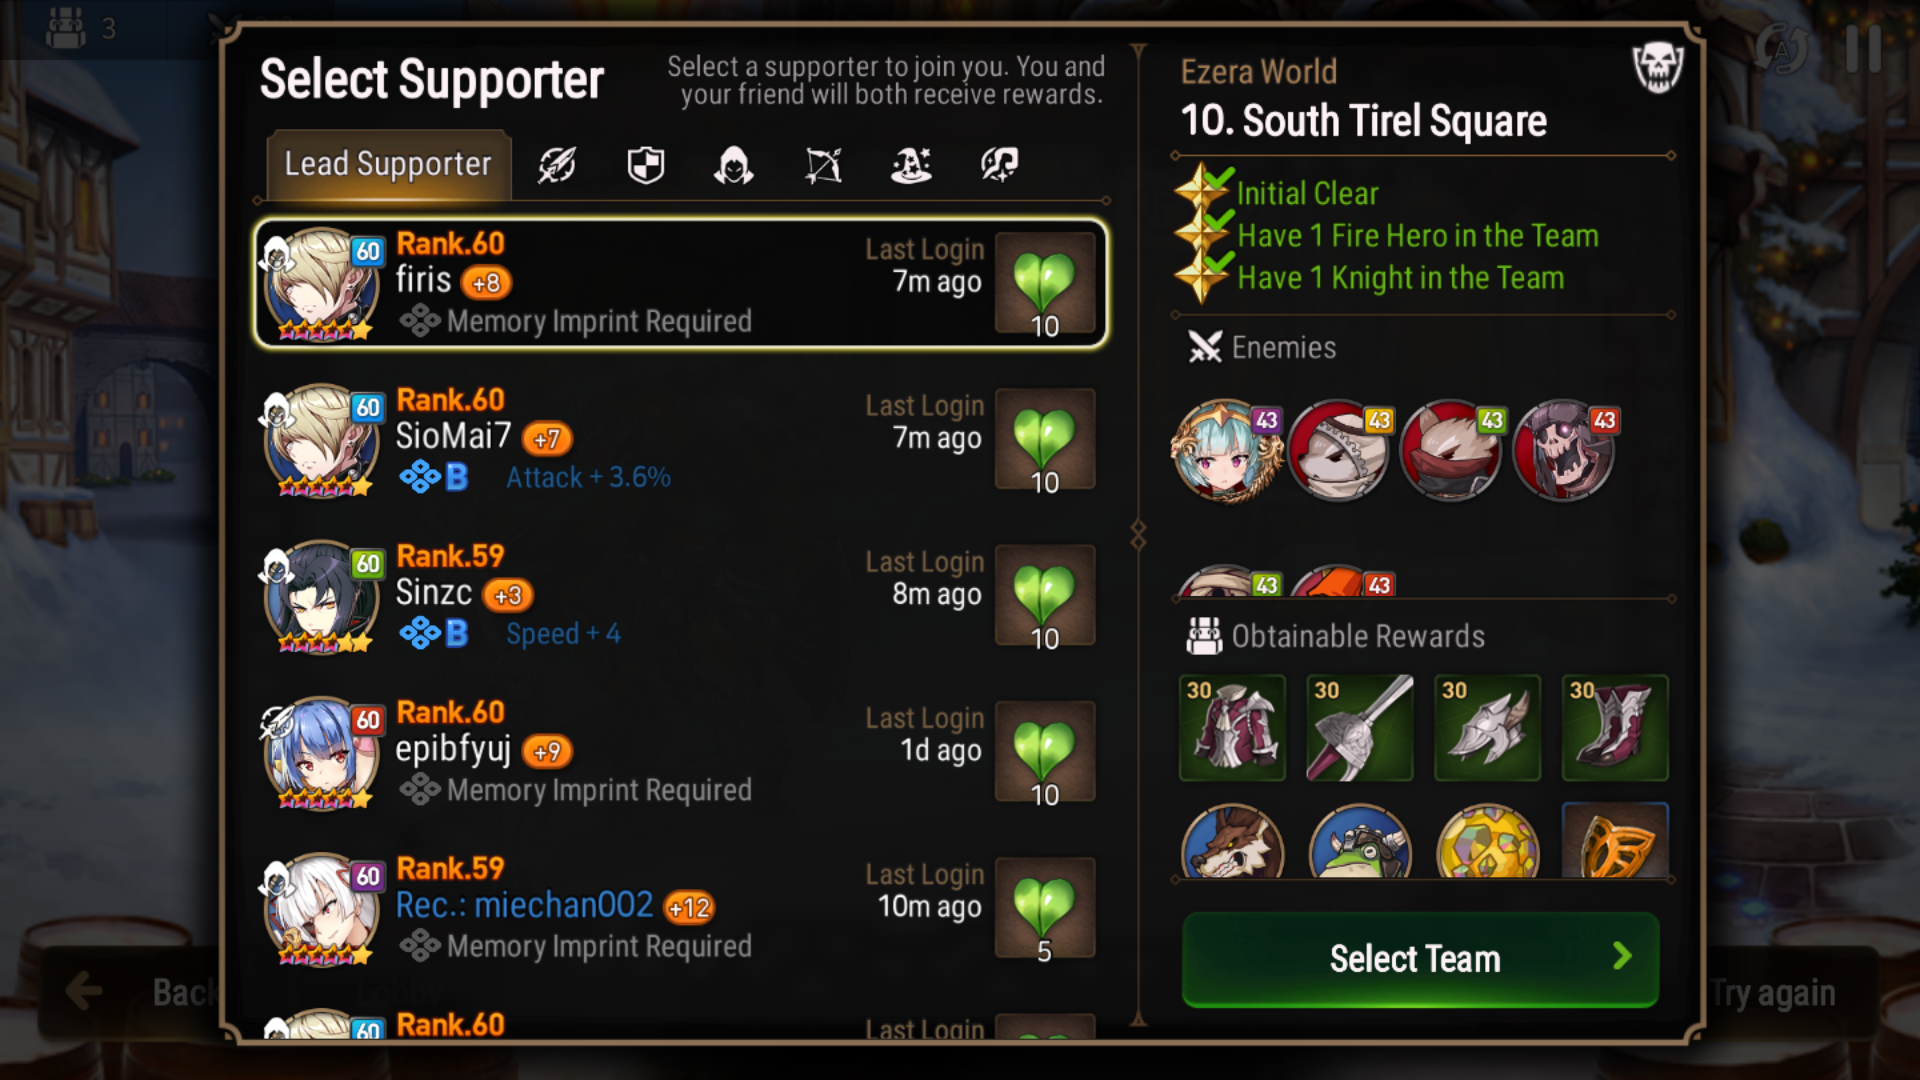 3
Select Supporter
Select a supporter to join you. You and
your friend will both receive rewards.
Lead Supporter
60
Rank.60
firis +8
Memory Imprint Required
Last Login
7m ago
10
60
Rank.60
SioMai7 +7
B Attack + 3.6%
Last Login
7m ago
10
60
Rank.59
Sinzc +3
B Speed + 4
Last Login
8m ago
10
60
Rank.60
epibfyuj +9
Memory Imprint Required
Last Login
1d ago
10
60
Rank.59
Rec.: miechan002 +12
Memory Imprint Required
Last Login
10m ago
5
60
Rank.60
Last Login
Ezera World
10. South Tirel Square
Initial Clear
Have 1 Fire Hero in the Team
Have 1 Knight in the Team
Enemies
43 43 43 43
43 43
Obtainable Rewards
30 30 30 30
Select Team
Back
Try again
A